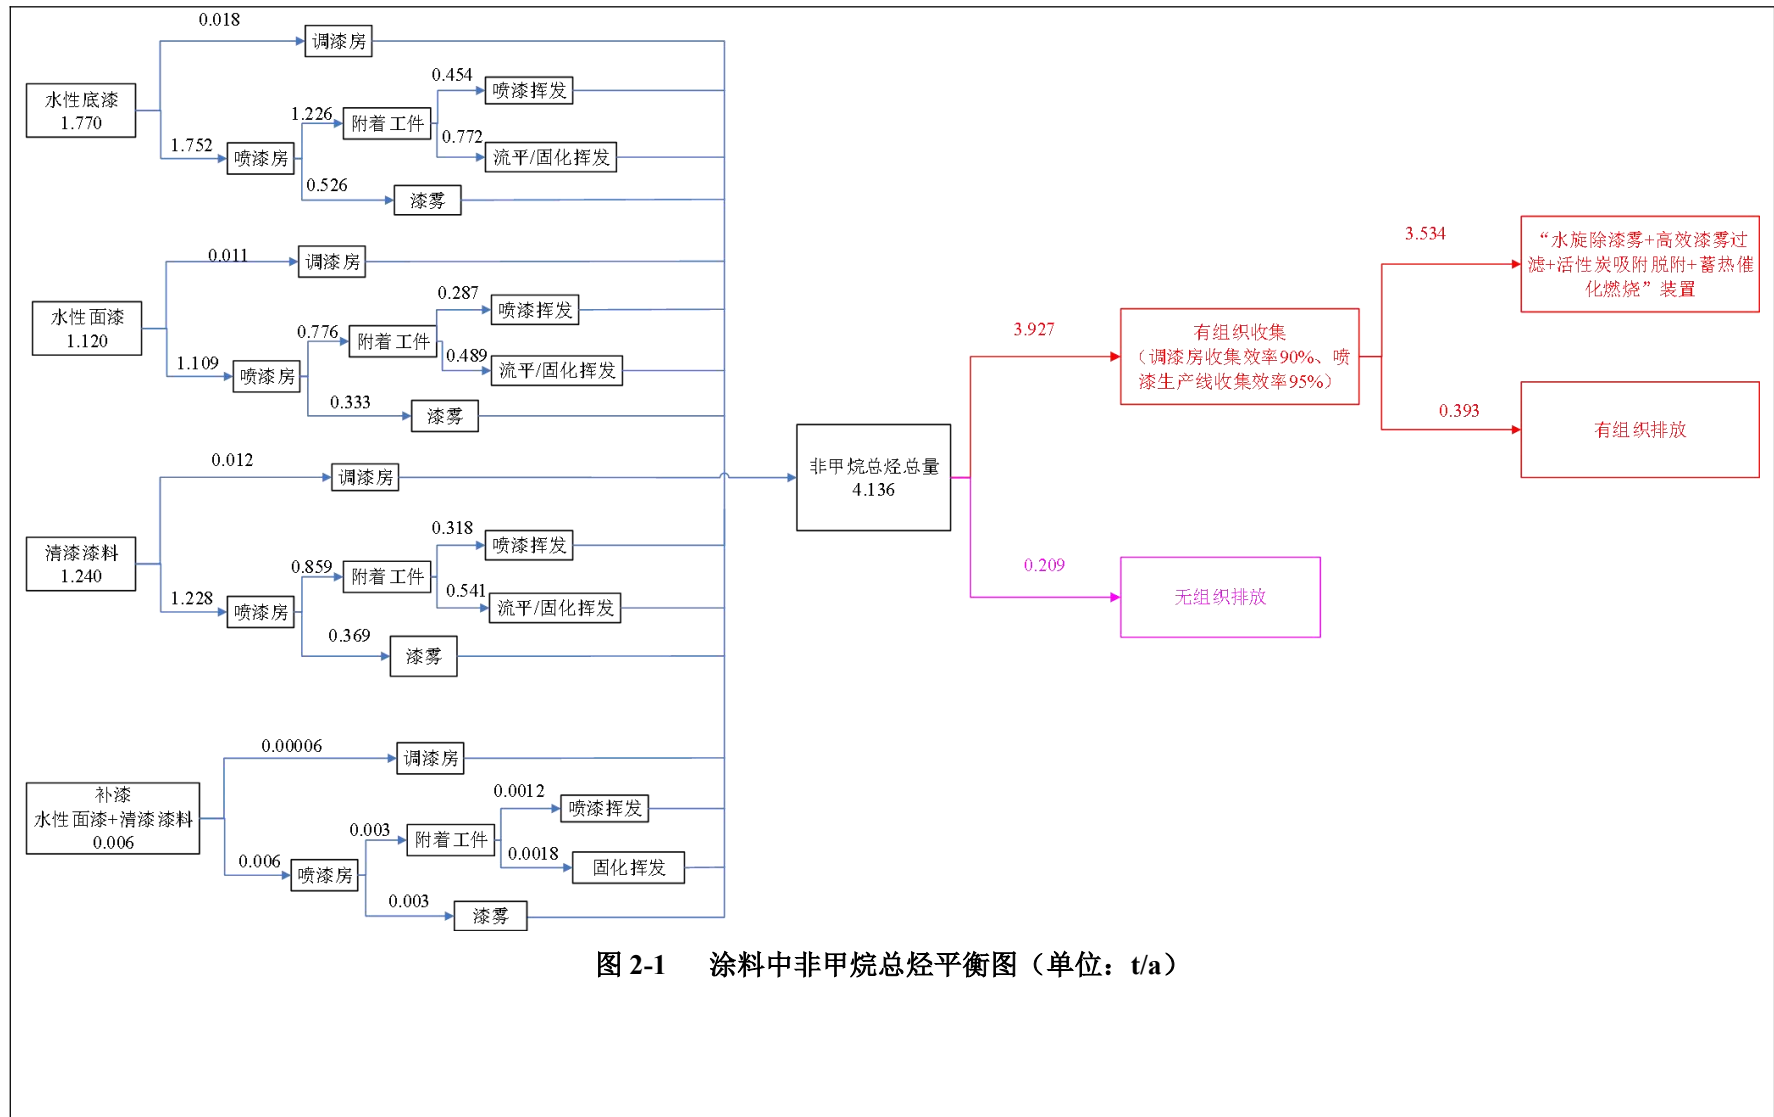 0.018
调漆房
水性底漆
1.770
1.752
喷漆房
1.226
附着工件
0.454
喷漆挥发
0.772
流平/固化挥发
0.526
漆雾
0.011
调漆房
水性面漆
1.120
1.109
喷漆房
0.776
附着工件
0.287
喷漆挥发
0.489
流平/固化挥发
0.333
漆雾
0.012
调漆房
清漆漆料
1.240
1.228
喷漆房
0.859
附着工件
0.318
喷漆挥发
0.541
流平/固化挥发
0.369
漆雾
0.00006
调漆房
补漆
水性面漆+清漆漆料
0.006
0.006
喷漆房
0.003
附着工件
0.0012
喷漆挥发
0.0018
固化挥发
0.003
漆雾
非甲烷总烃总量
4.136
3.927
有组织收集
（调漆房收集效率90%、喷
漆生产线收集效率95%）
3.534
“水旋除漆雾+高效漆雾过
滤+活性炭吸附脱附+蓄热催
化燃烧”装置
0.393
有组织排放
0.209
无组织排放
图 2-1 涂料中非甲烷总烃平衡图（单位：t/a）